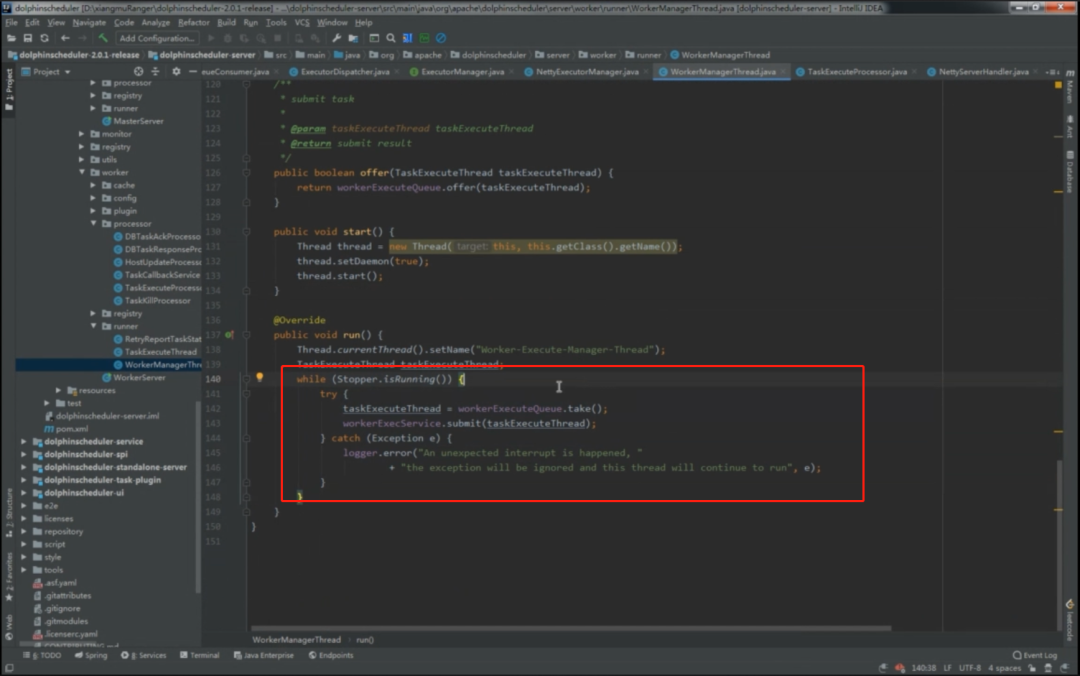 dolphinscheduler [D:\xiangmuRanger\dolphinscheduler-2.0.1-release] - ...\dolphinscheduler-server\src\main\java\org\apache\dolphinscheduler\server\worker\runner\WorkerManagerThread.java [dolphinscheduler-server] - IntelliJ IDEA
File Edit View Navigate Code Analyze Refactor Build Run Tools VCS Window Help
Add Configuration...
dolphinscheduler-2.0.1-release dolphinscheduler-server src main java org apache dolphinscheduler server worker runner WorkerManagerThread
Project
eueConsumer.java ExecutorDispatcher.java ExecutorManager.java NettyExecutorManager.java WorkerManagerThread.java TaskExecuteProcessor.java NettyServerHandler.java
1: Project
processor
registry
runner
MasterServer
monitor
registry
utils
worker
cache
config
plugin
processor
DBTaskAckProcesso
DBTaskResponsePro
HostUpdateProcesso
TaskCallbackService
TaskExecuteProcess
TaskKillProcessor
registry
runner
RetryReportTaskStat
TaskExecuteThread
WorkerManagerThr
WorkerServer
resources
test
dolphinscheduler-server.iml
pom.xml
dolphinscheduler-service
dolphinscheduler-spi
dolphinscheduler-standalone-server
dolphinscheduler-task-plugin
dolphinscheduler-ui
e2e
licenses
repository
script
style
tools
.asf.yaml
.gitattributes
.gitignore
.gitmodules
.licenserc.yaml
120 /**
121 * submit task
122 *
123 * @param taskExecuteThread taskExecuteThread
124 * @return submit result
125 */
126 public boolean offer(TaskExecuteThread taskExecuteThread) {
127 return workerExecuteQueue.offer(taskExecuteThread);
128 }
129
130 public void start() {
131 Thread thread = new Thread( target: this, this.getClass().getName());
132 thread.setDaemon(true);
133 thread.start();
134 }
135
136 @Override
137 public void run() {
138 Thread.currentThread().setName("Worker-Execute-Manager-Thread");
139 TaskExecuteThread taskExecuteThread;
140 while (Stopper.isRunning()) {
141 try {
142 taskExecuteThread = workerExecuteQueue.take();
143 workerExecService.submit(taskExecuteThread);
144 } catch (Exception e) {
145 logger.error("An unexpected interrupt is happened, "
146 + "the exception will be ignored and this thread will continue to run", e);
147 }
148 }
149 }
150 }
151
Maven
Ant
Database
leetcode
2: Structure
2: Favorites
Web
WorkerManagerThread run()
6: TODO Spring 8: Services Terminal Java Enterprise Endpoints Event Log
140:38 LF UTF-8 4 spaces